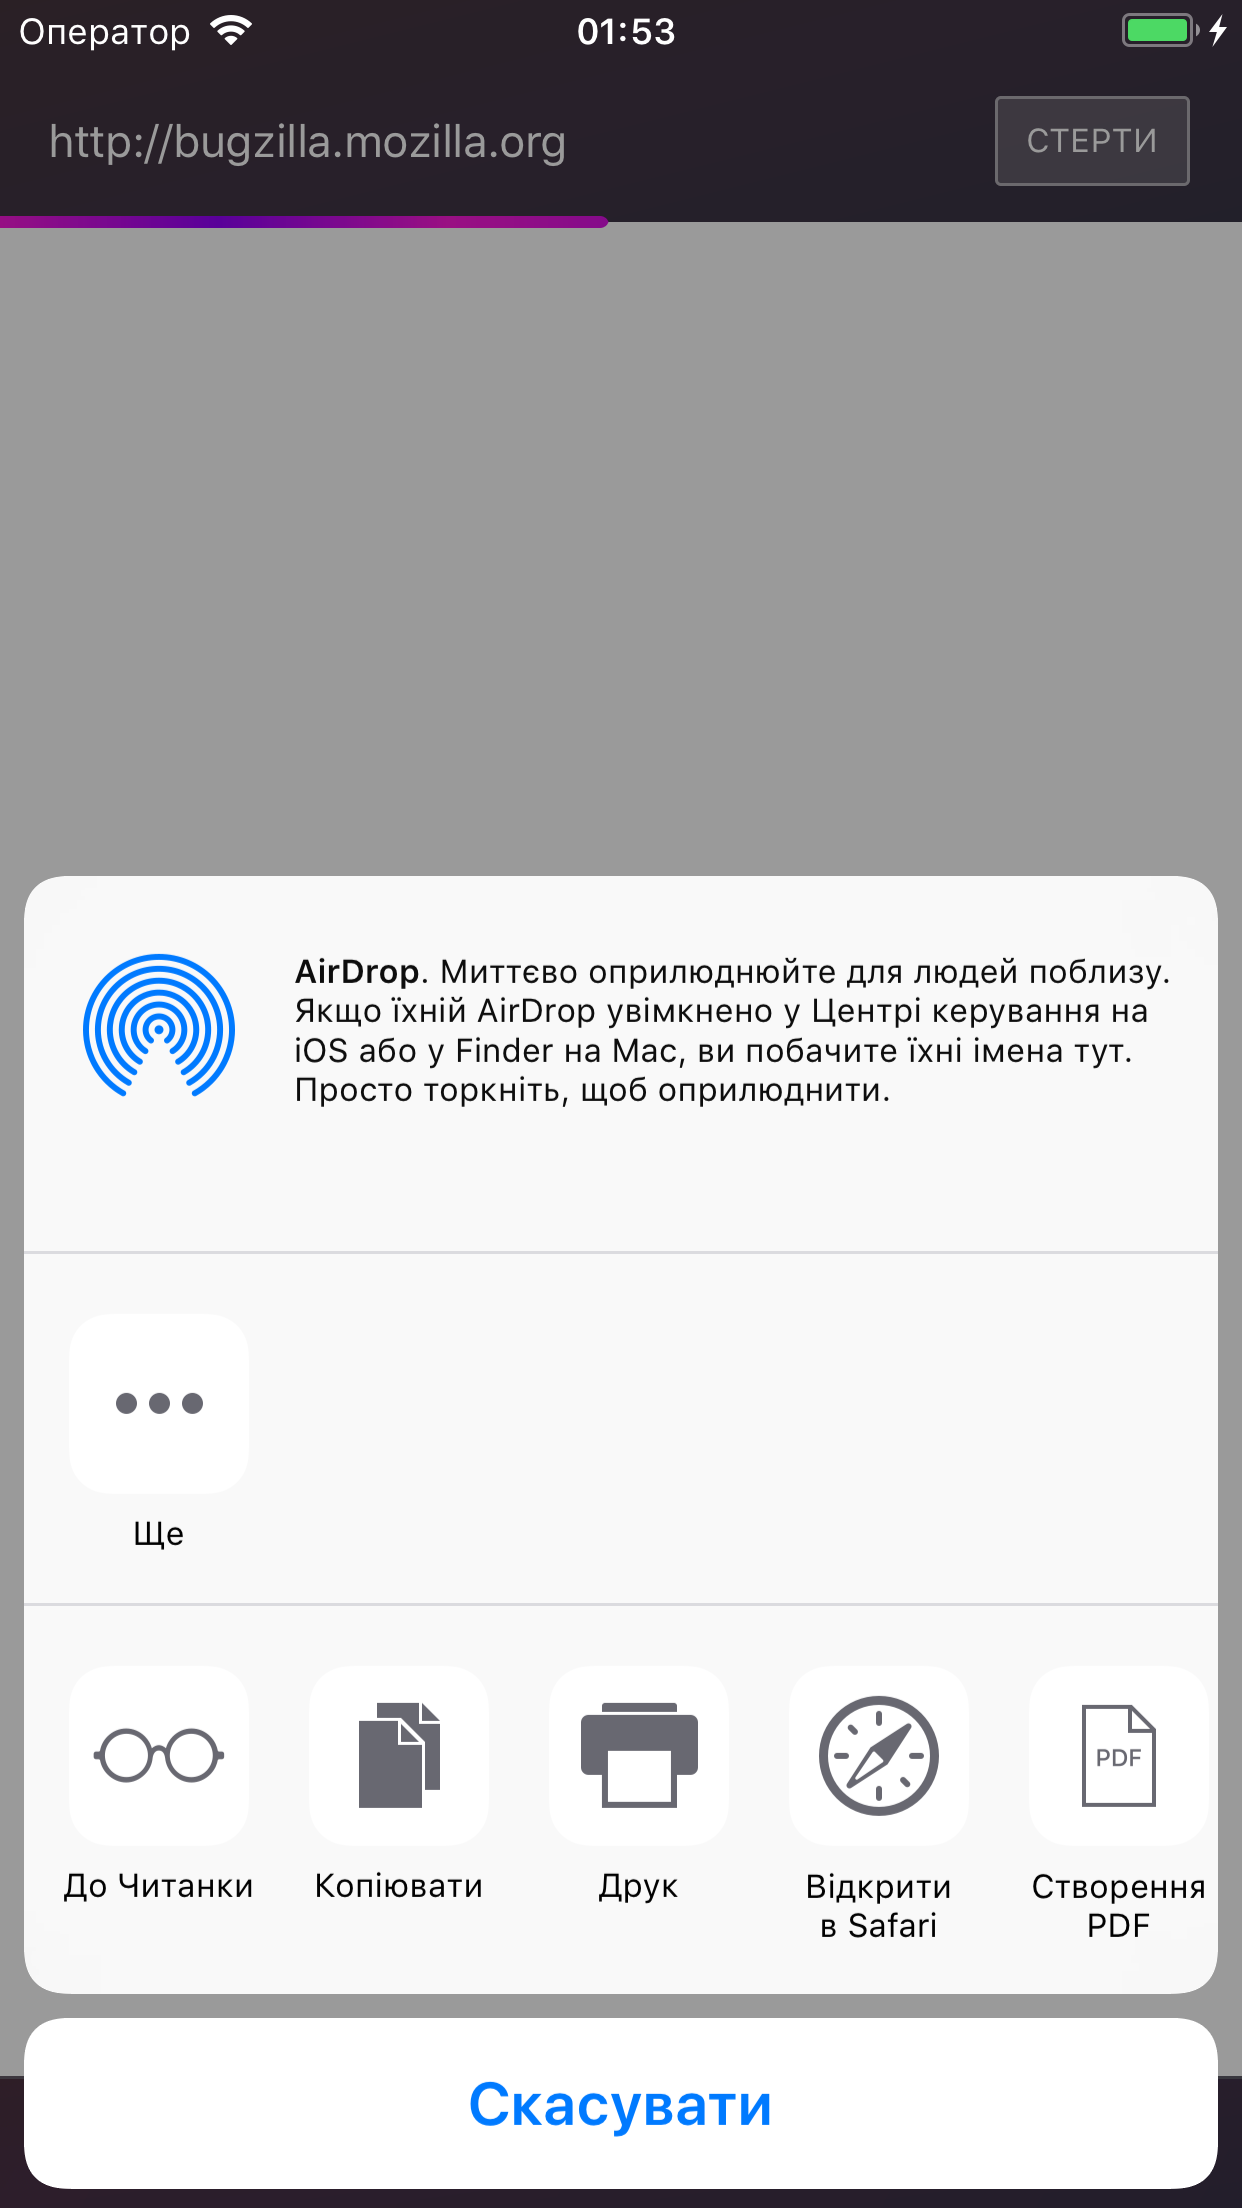 Оператор 01:53
http://bugzilla.mozilla.org СТЕРТИ
AirDrop. Миттєво оприлюднюйте для людей поблизу.
Якщо їхній AirDrop увімкнено у Центрі керування на
iOS або у Finder на Mac, ви побачите їхні імена тут.
Просто торкніть, щоб оприлюднити.
Ще
До Читанки
Копіювати
Друк
Відкрити
в Safari
PDF
Створення
PDF
Скасувати